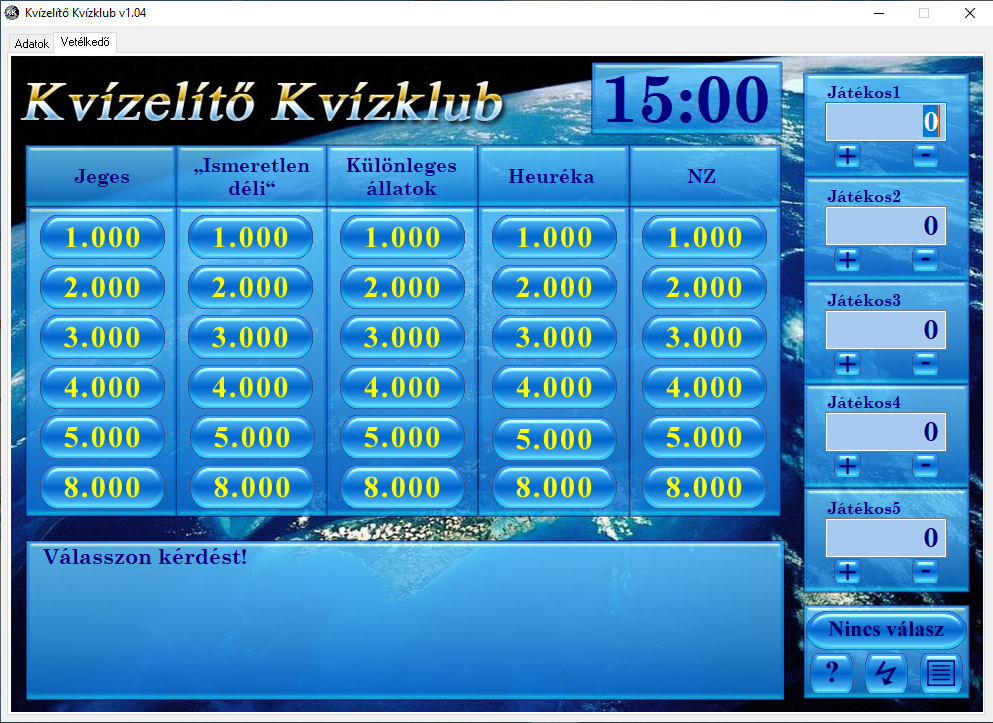 Kvízelítő Kvízklub v1.04
Adatok Vetélkedő
Kvízelítő Kvízklub
15:00
Jeges „Ismeretlen déli“ Különleges állatok Heuréka NZ
1.000 1.000 1.000 1.000 1.000
2.000 2.000 2.000 2.000 2.000
3.000 3.000 3.000 3.000 3.000
4.000 4.000 4.000 4.000 4.000
5.000 5.000 5.000 5.000 5.000
8.000 8.000 8.000 8.000 8.000
Válasszon kérdést!
Játékos1
0
+ -
Játékos2
0
+ -
Játékos3
0
+ -
Játékos4
0
+ -
Játékos5
0
+ -
Nincs válasz
?